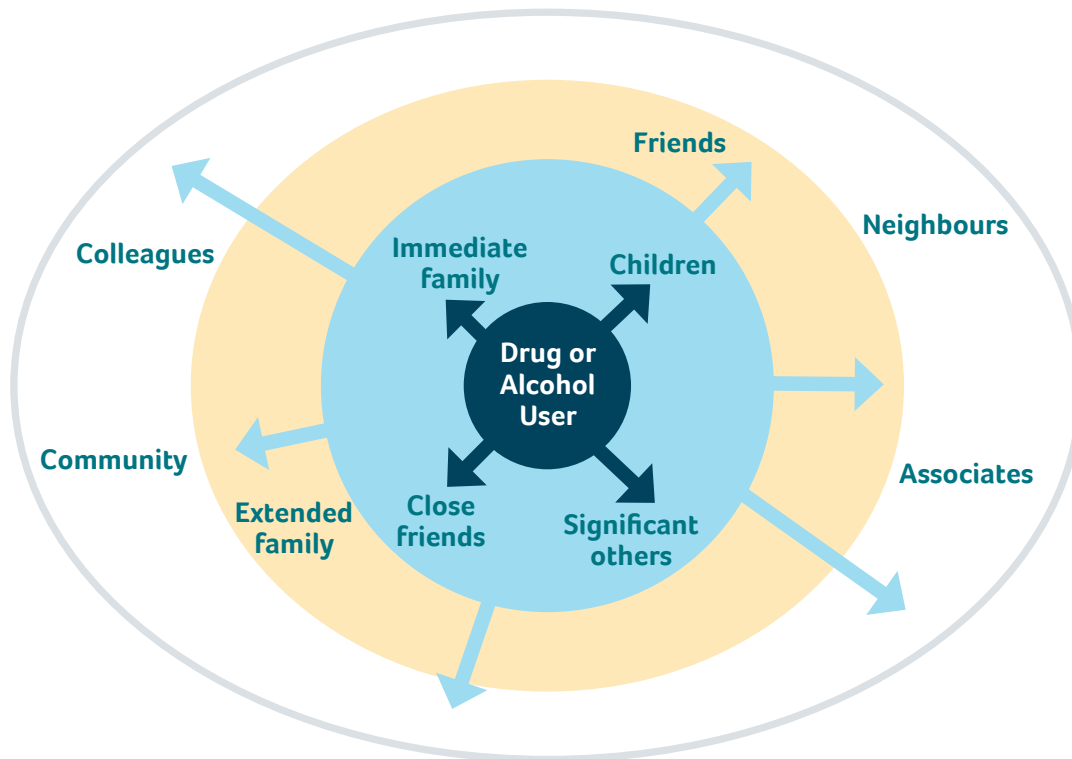 Friends
Neighbours
Colleagues
Immediate
family
Children
Drug or
Alcohol
User
Community
Associates
Extended
family
Close
friends
Significant
others